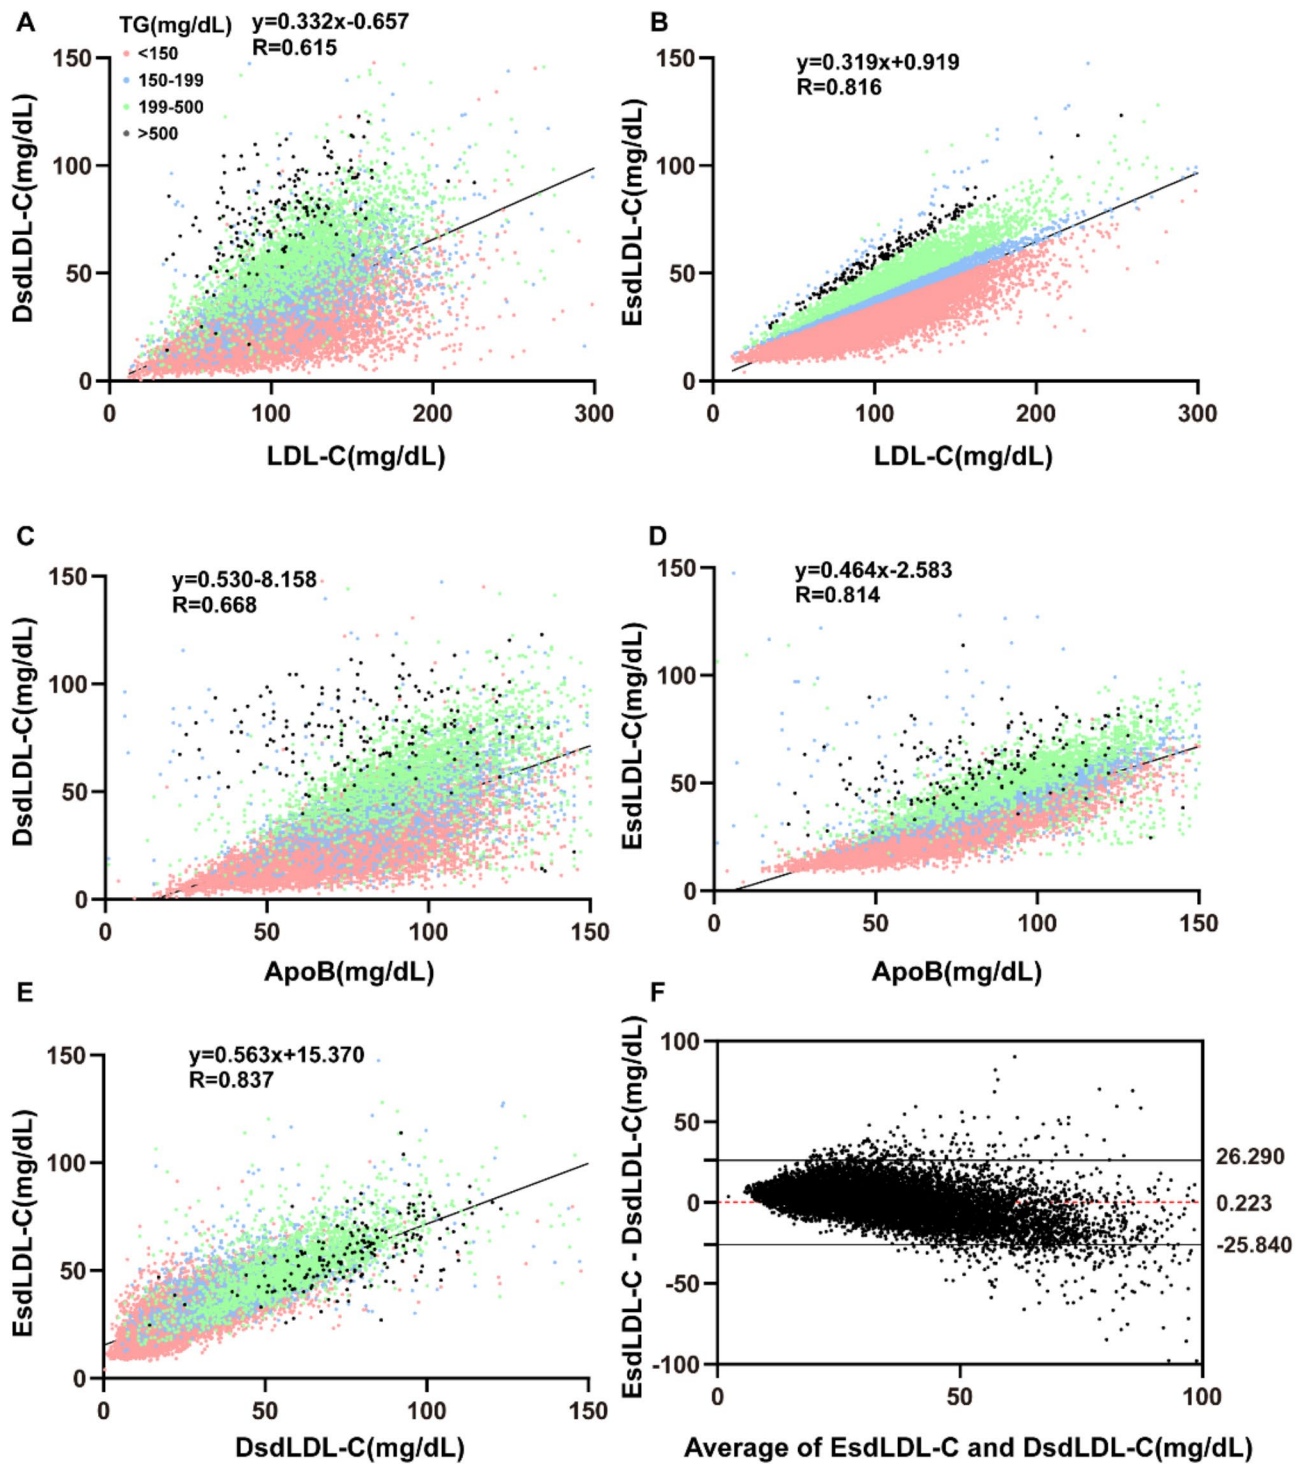 A
TG(mg/dL)
<150
150-199
199-500
>500
y=0.332x-0.657
R=0.615
DsdLDL-C(mg/dL)
150
100
50
0
0 100 200 300
LDL-C(mg/dL)
B
y=0.319x+0.919
R=0.816
EsdLDL-C(mg/dL)
150
100
50
0
0 100 200 300
LDL-C(mg/dL)
C
y=0.530-8.158
R=0.668
DsdLDL-C(mg/dL)
150
100
50
0
0 50 100 150
ApoB(mg/dL)
D
y=0.464x-2.583
R=0.814
EsdLDL-C(mg/dL)
150
100
50
0
0 50 100 150
ApoB(mg/dL)
E
y=0.563x+15.370
R=0.837
EsdLDL-C(mg/dL)
150
100
50
0
0 50 100 150
DsdLDL-C(mg/dL)
F
EsdLDL-C - DsdLDL-C(mg/dL)
100
50
0
-50
-100
26.290
0.223
-25.840
0 50 100
Average of EsdLDL-C and DsdLDL-C(mg/dL)